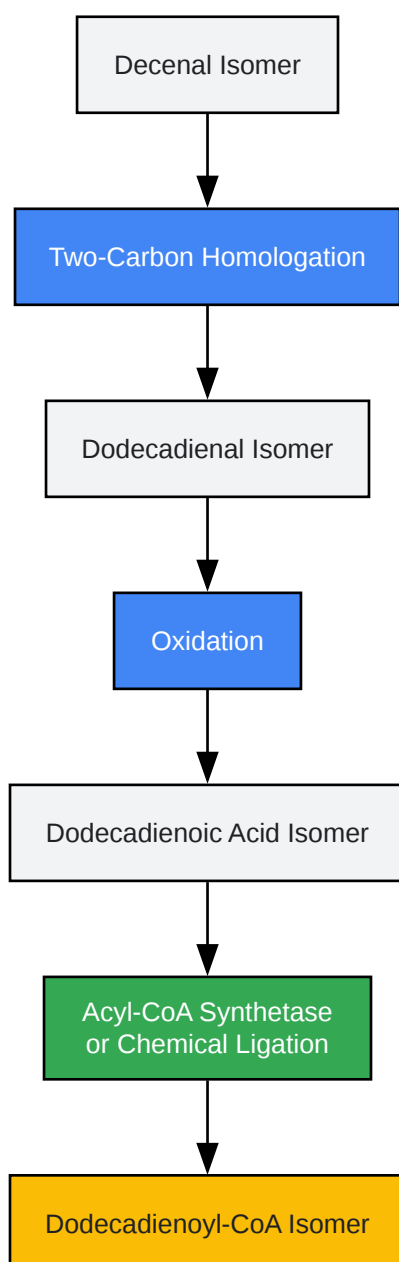 Decenal Isomer
Two-Carbon Homologation
Dodecadienal Isomer
Oxidation
Dodecadienoic Acid Isomer
Acyl-CoA Synthetase
or Chemical Ligation
Dodecadienoyl-CoA Isomer